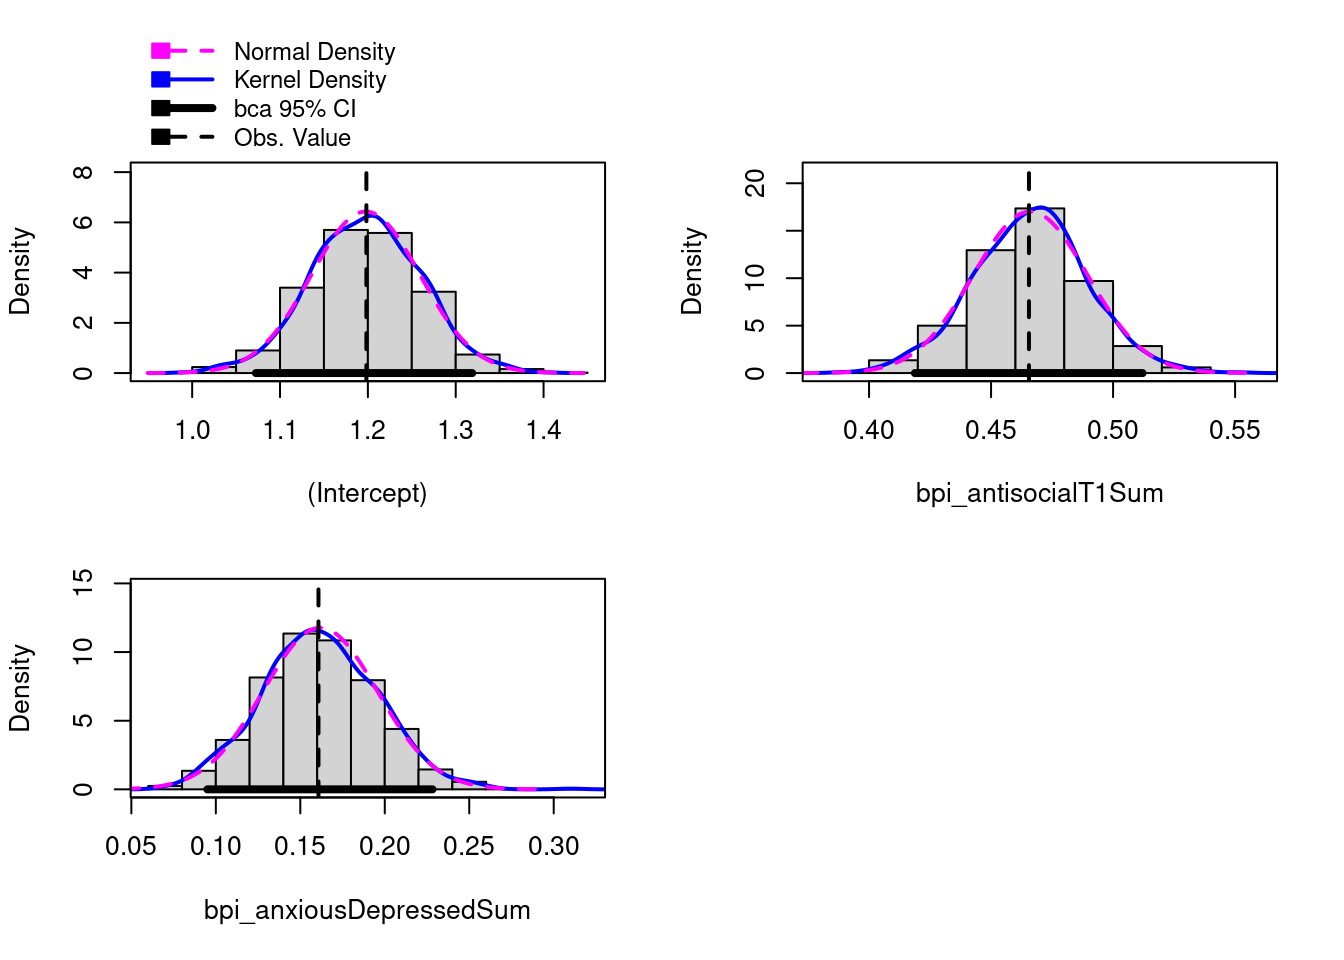 Normal Density
Kernel Density
bca 95% CI
Obs. Value
Density
8
6
4
2
0
1.0 1.1 1.2 1.3 1.4
(Intercept)
Density
20
10
5
0
0.40 0.45 0.50 0.55
bpi_antisocialT1Sum
Density
15
10
5
0
0.05 0.10 0.15 0.20 0.25 0.30
bpi_anxiousDepressedSum